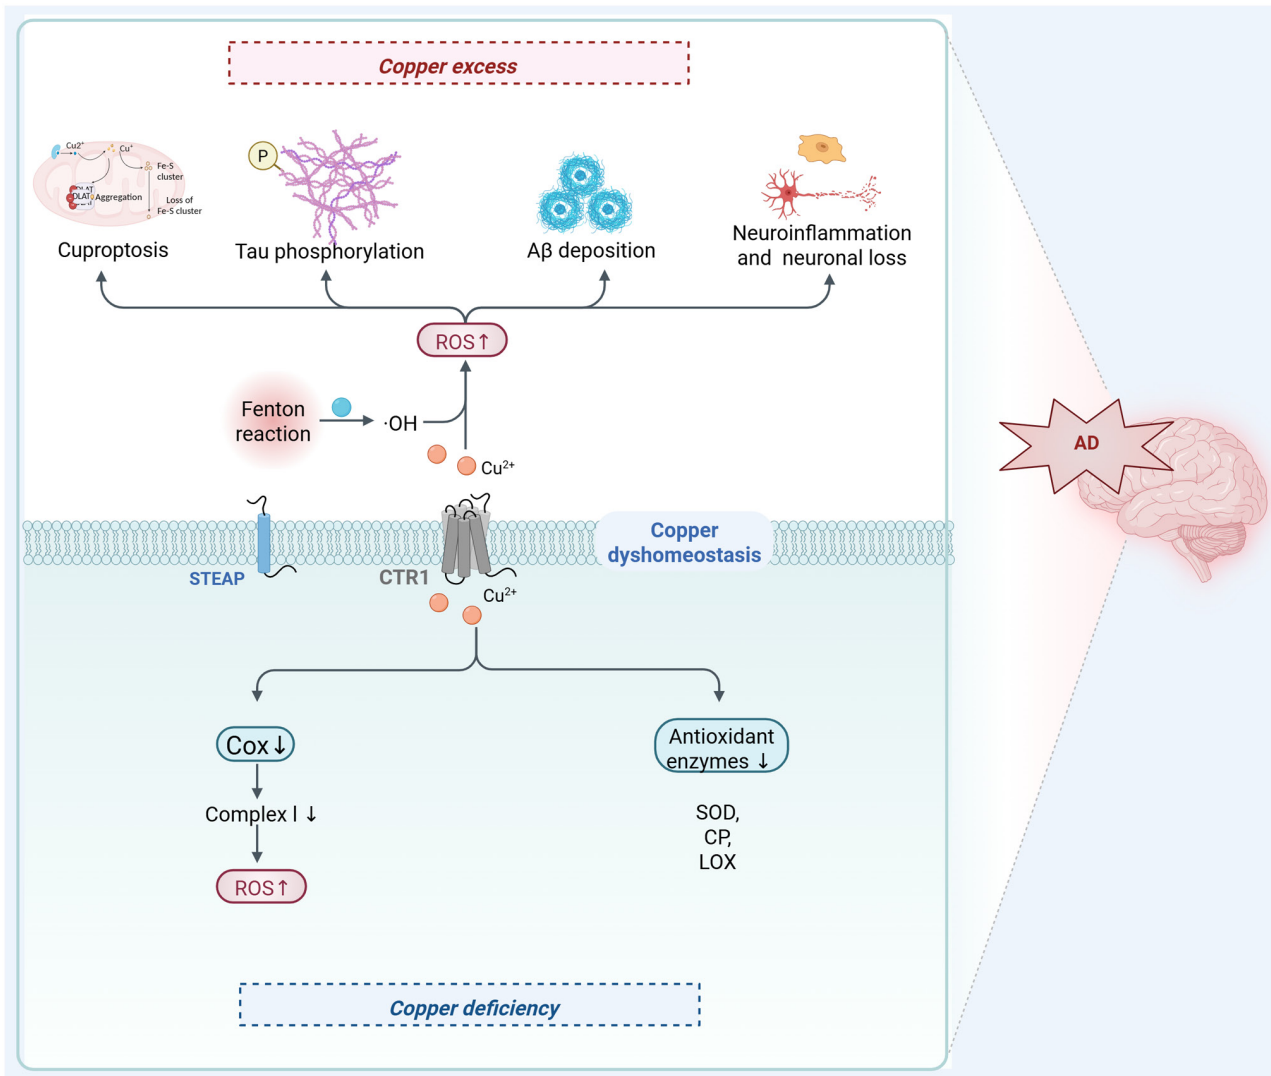 Copper excess
Cu2⁺
Cu⁺
Fe-S
cluster
DLAT
DLAT
Aggregation
Loss of
Fe-S cluster
P
Cuproptosis
Tau phosphorylation
Aβ deposition
Neuroinflammation
and neuronal loss
ROS↑
Fenton
reaction
·OH
Cu²⁺
AD
Copper
dyshomeostasis
STEAP
CTR1
Cu²⁺
Cox↓
Antioxidant
enzymes ↓
Complex I ↓
SOD,
CP,
LOX
ROS↑
Copper deficiency